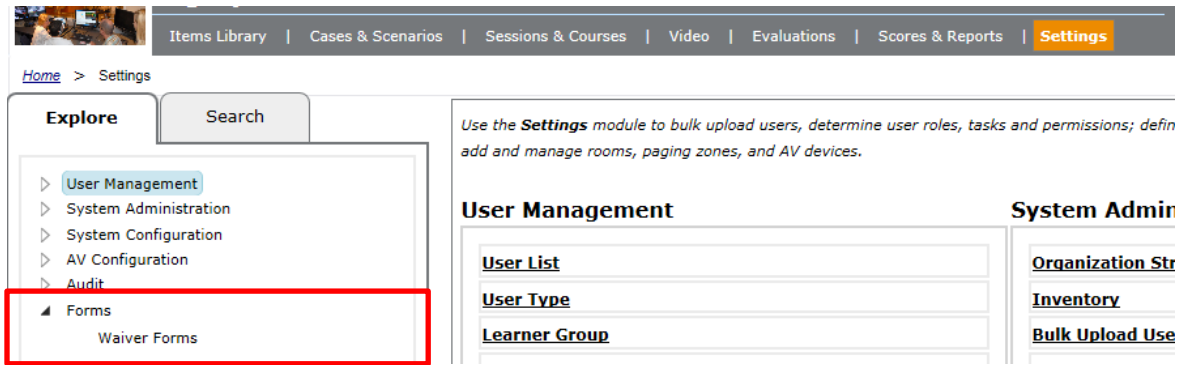 Items Library | Cases & Scenarios | Sessions & Courses | Video | Evaluations | Scores & Reports | Settings
Home > Settings
Explore
Search
User Management
System Administration
System Configuration
AV Configuration
Audit
Forms
Waiver Forms
Use the Settings module to bulk upload users, determine user roles, tasks and permissions; defin
add and manage rooms, paging zones, and AV devices.
User Management
User List
User Type
Learner Group
System Admin
Organization Str
Inventory
Bulk Upload Use